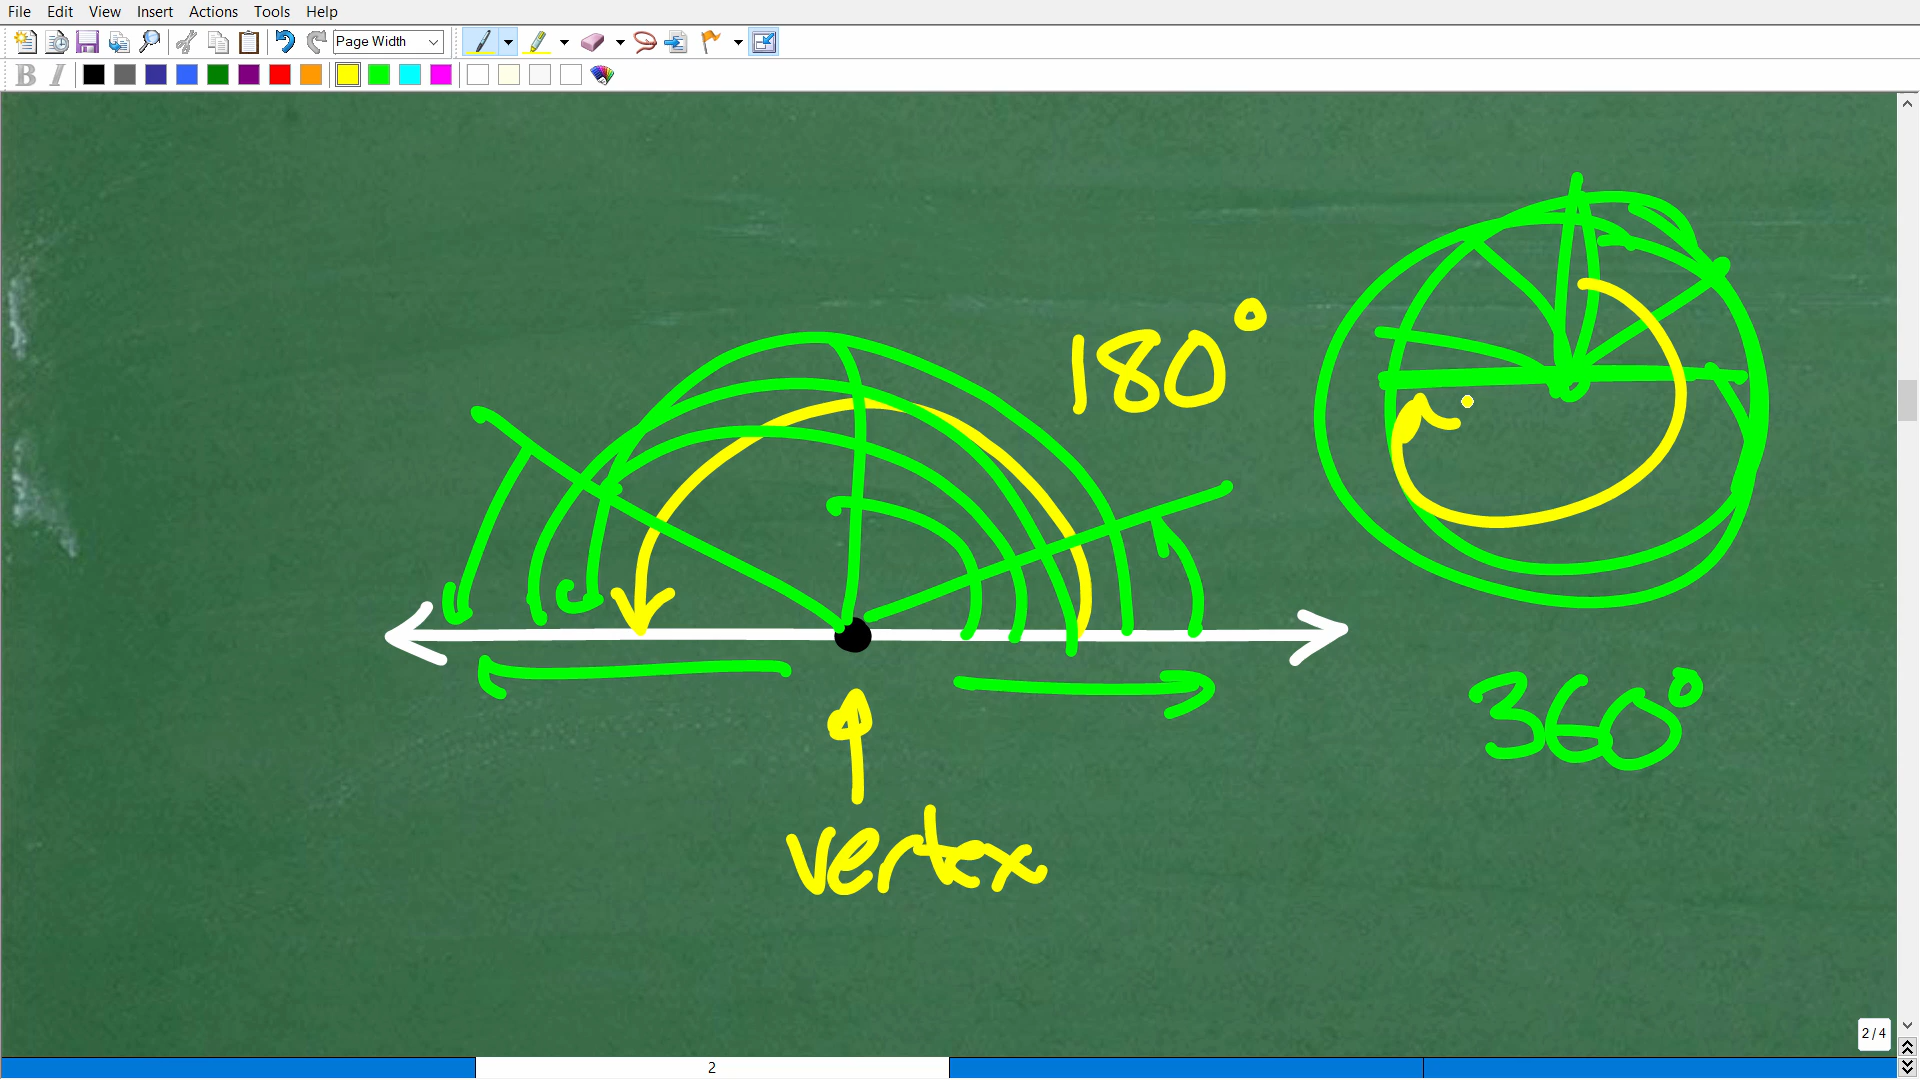 File Edit View Insert Actions Tools Help
Page Width
B I
180°
360°
vertex
2 / 4
2